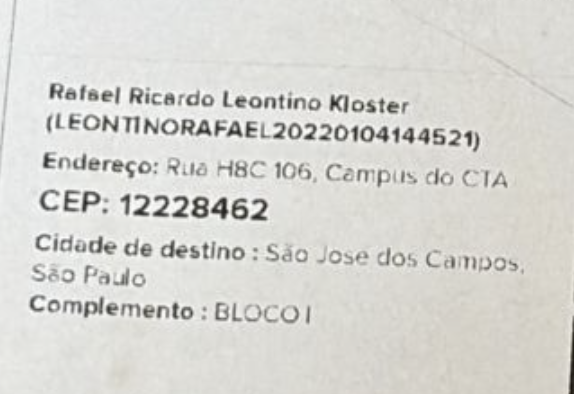 Rafael Ricardo Leontino Kloster
(LEONTINORAFAEL20220104144521)
Endereço: Rua H8C 106, Campus do CTA
CEP: 12228462
Cidade de destino : São Jose dos Campos,
São Paulo
Complemento : BLOCO I